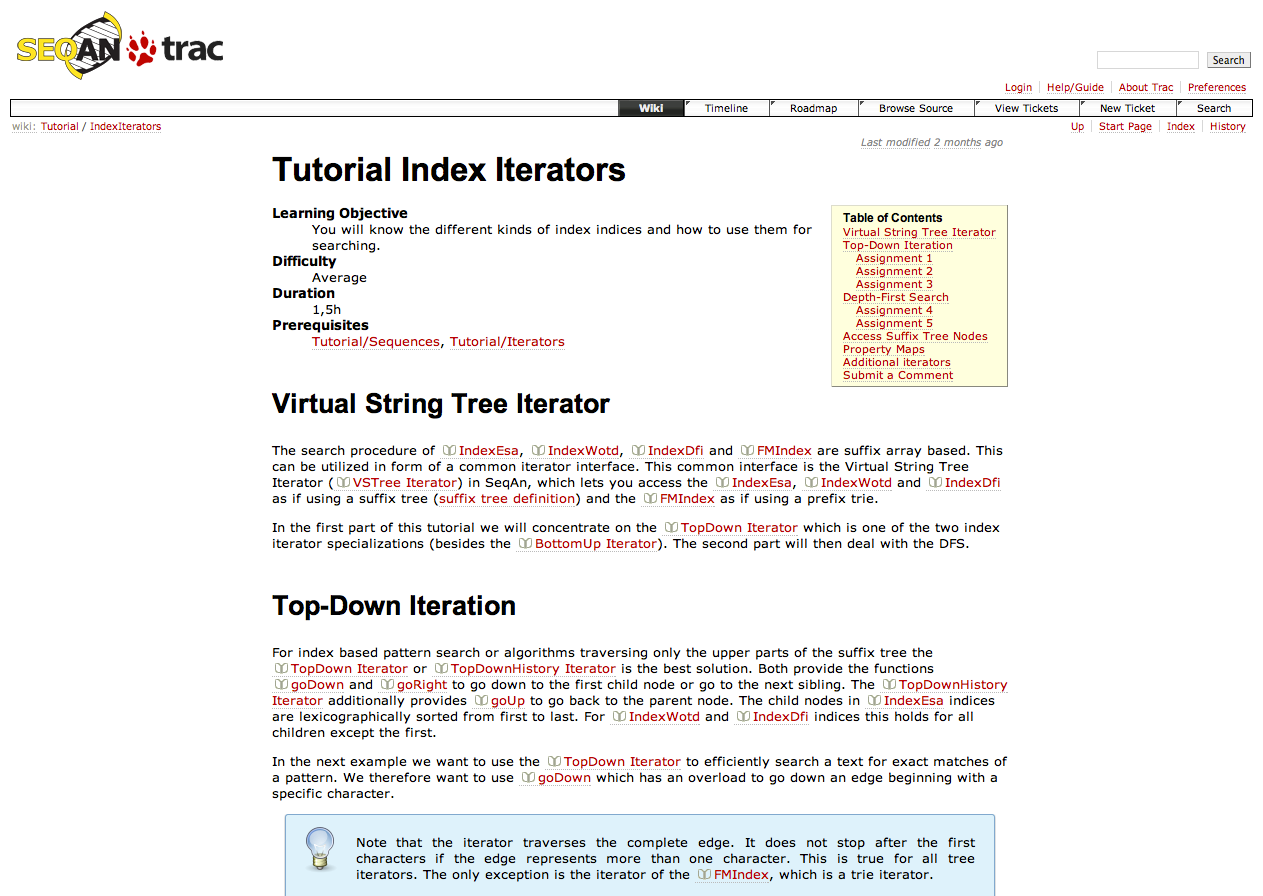 SEQAN trac
Search
Login Help/Guide About Trac Preferences
Wiki Timeline Roadmap Browse Source View Tickets New Ticket Search
wiki: Tutorial / IndexIterators
Up Start Page Index History
Last modified 2 months ago
Tutorial Index Iterators
Learning Objective
You will know the different kinds of index indices and how to use them for
searching.
Difficulty
Average
Duration
1,5h
Prerequisites
Tutorial/Sequences, Tutorial/Iterators
Table of Contents
Virtual String Tree Iterator
Top-Down Iteration
Assignment 1
Assignment 2
Assignment 3
Depth-First Search
Assignment 4
Assignment 5
Access Suffix Tree Nodes
Property Maps
Additional iterators
Submit a Comment
Virtual String Tree Iterator
The search procedure of IndexEsa, IndexWotd, IndexDfi and FMIndex are suffix array based. This
can be utilized in form of a common iterator interface. This common interface is the Virtual String Tree
Iterator ( VSTree Iterator) in SeqAn, which lets you access the IndexEsa, IndexWotd and IndexDfi
as if using a suffix tree (suffix tree definition) and the FMIndex as if using a prefix trie.
In the first part of this tutorial we will concentrate on the TopDown Iterator which is one of the two index
iterator specializations (besides the BottomUp Iterator). The second part will then deal with the DFS.
Top-Down Iteration
For index based pattern search or algorithms traversing only the upper parts of the suffix tree the
TopDown Iterator or TopDownHistory Iterator is the best solution. Both provide the functions
goDown and goRight to go down to the first child node or go to the next sibling. The TopDownHistory
Iterator additionally provides goUp to go back to the parent node. The child nodes in IndexEsa indices
are lexicographically sorted from first to last. For IndexWotd and IndexDfi indices this holds for all
children except the first.
In the next example we want to use the TopDown Iterator to efficiently search a text for exact matches of
a pattern. We therefore want to use goDown which has an overload to go down an edge beginning with a
specific character.
Note that the iterator traverses the complete edge. It does not stop after the first
characters if the edge represents more than one character. This is true for all tree
iterators. The only exception is the iterator of the FMIndex, which is a trie iterator.